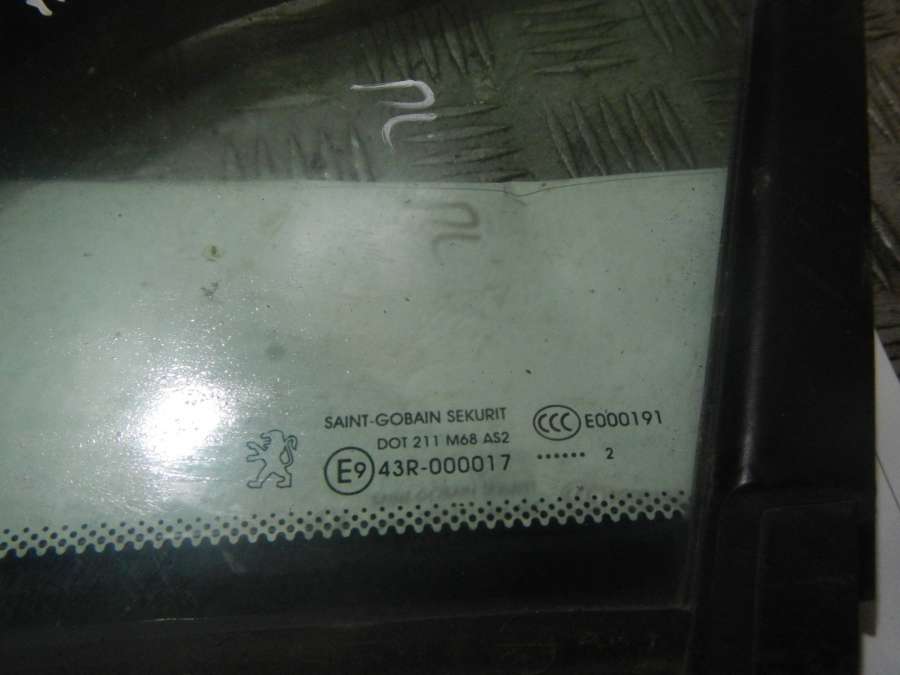 SAINT-GOBAIN SEKURIT
DOT 211 M68 AS2
E9 43R-000017
CCC E000191
...... 2